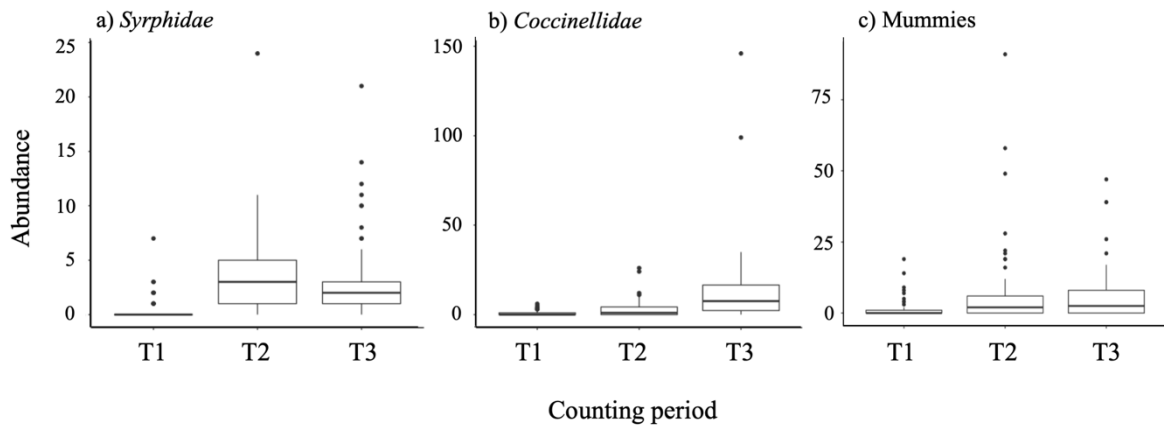 a) Syrphidae
b) Coccinellidae
c) Mummies
Abundance
25
20
15
10
5
0
T1 T2 T3
150
100
50
0
T1 T2 T3
75
50
25
0
T1 T2 T3
Counting period